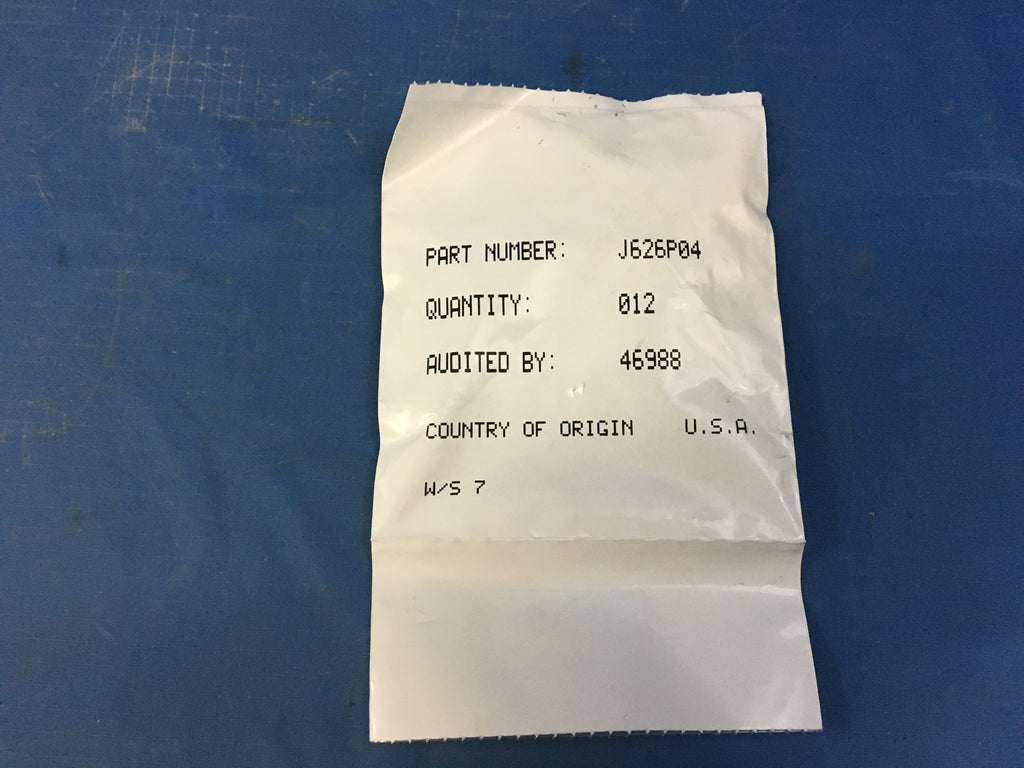 PART NUMBER: J626P04
QUANTITY: 012
AUDITED BY: 46988
COUNTRY OF ORIGIN U.S.A.
W/S 7